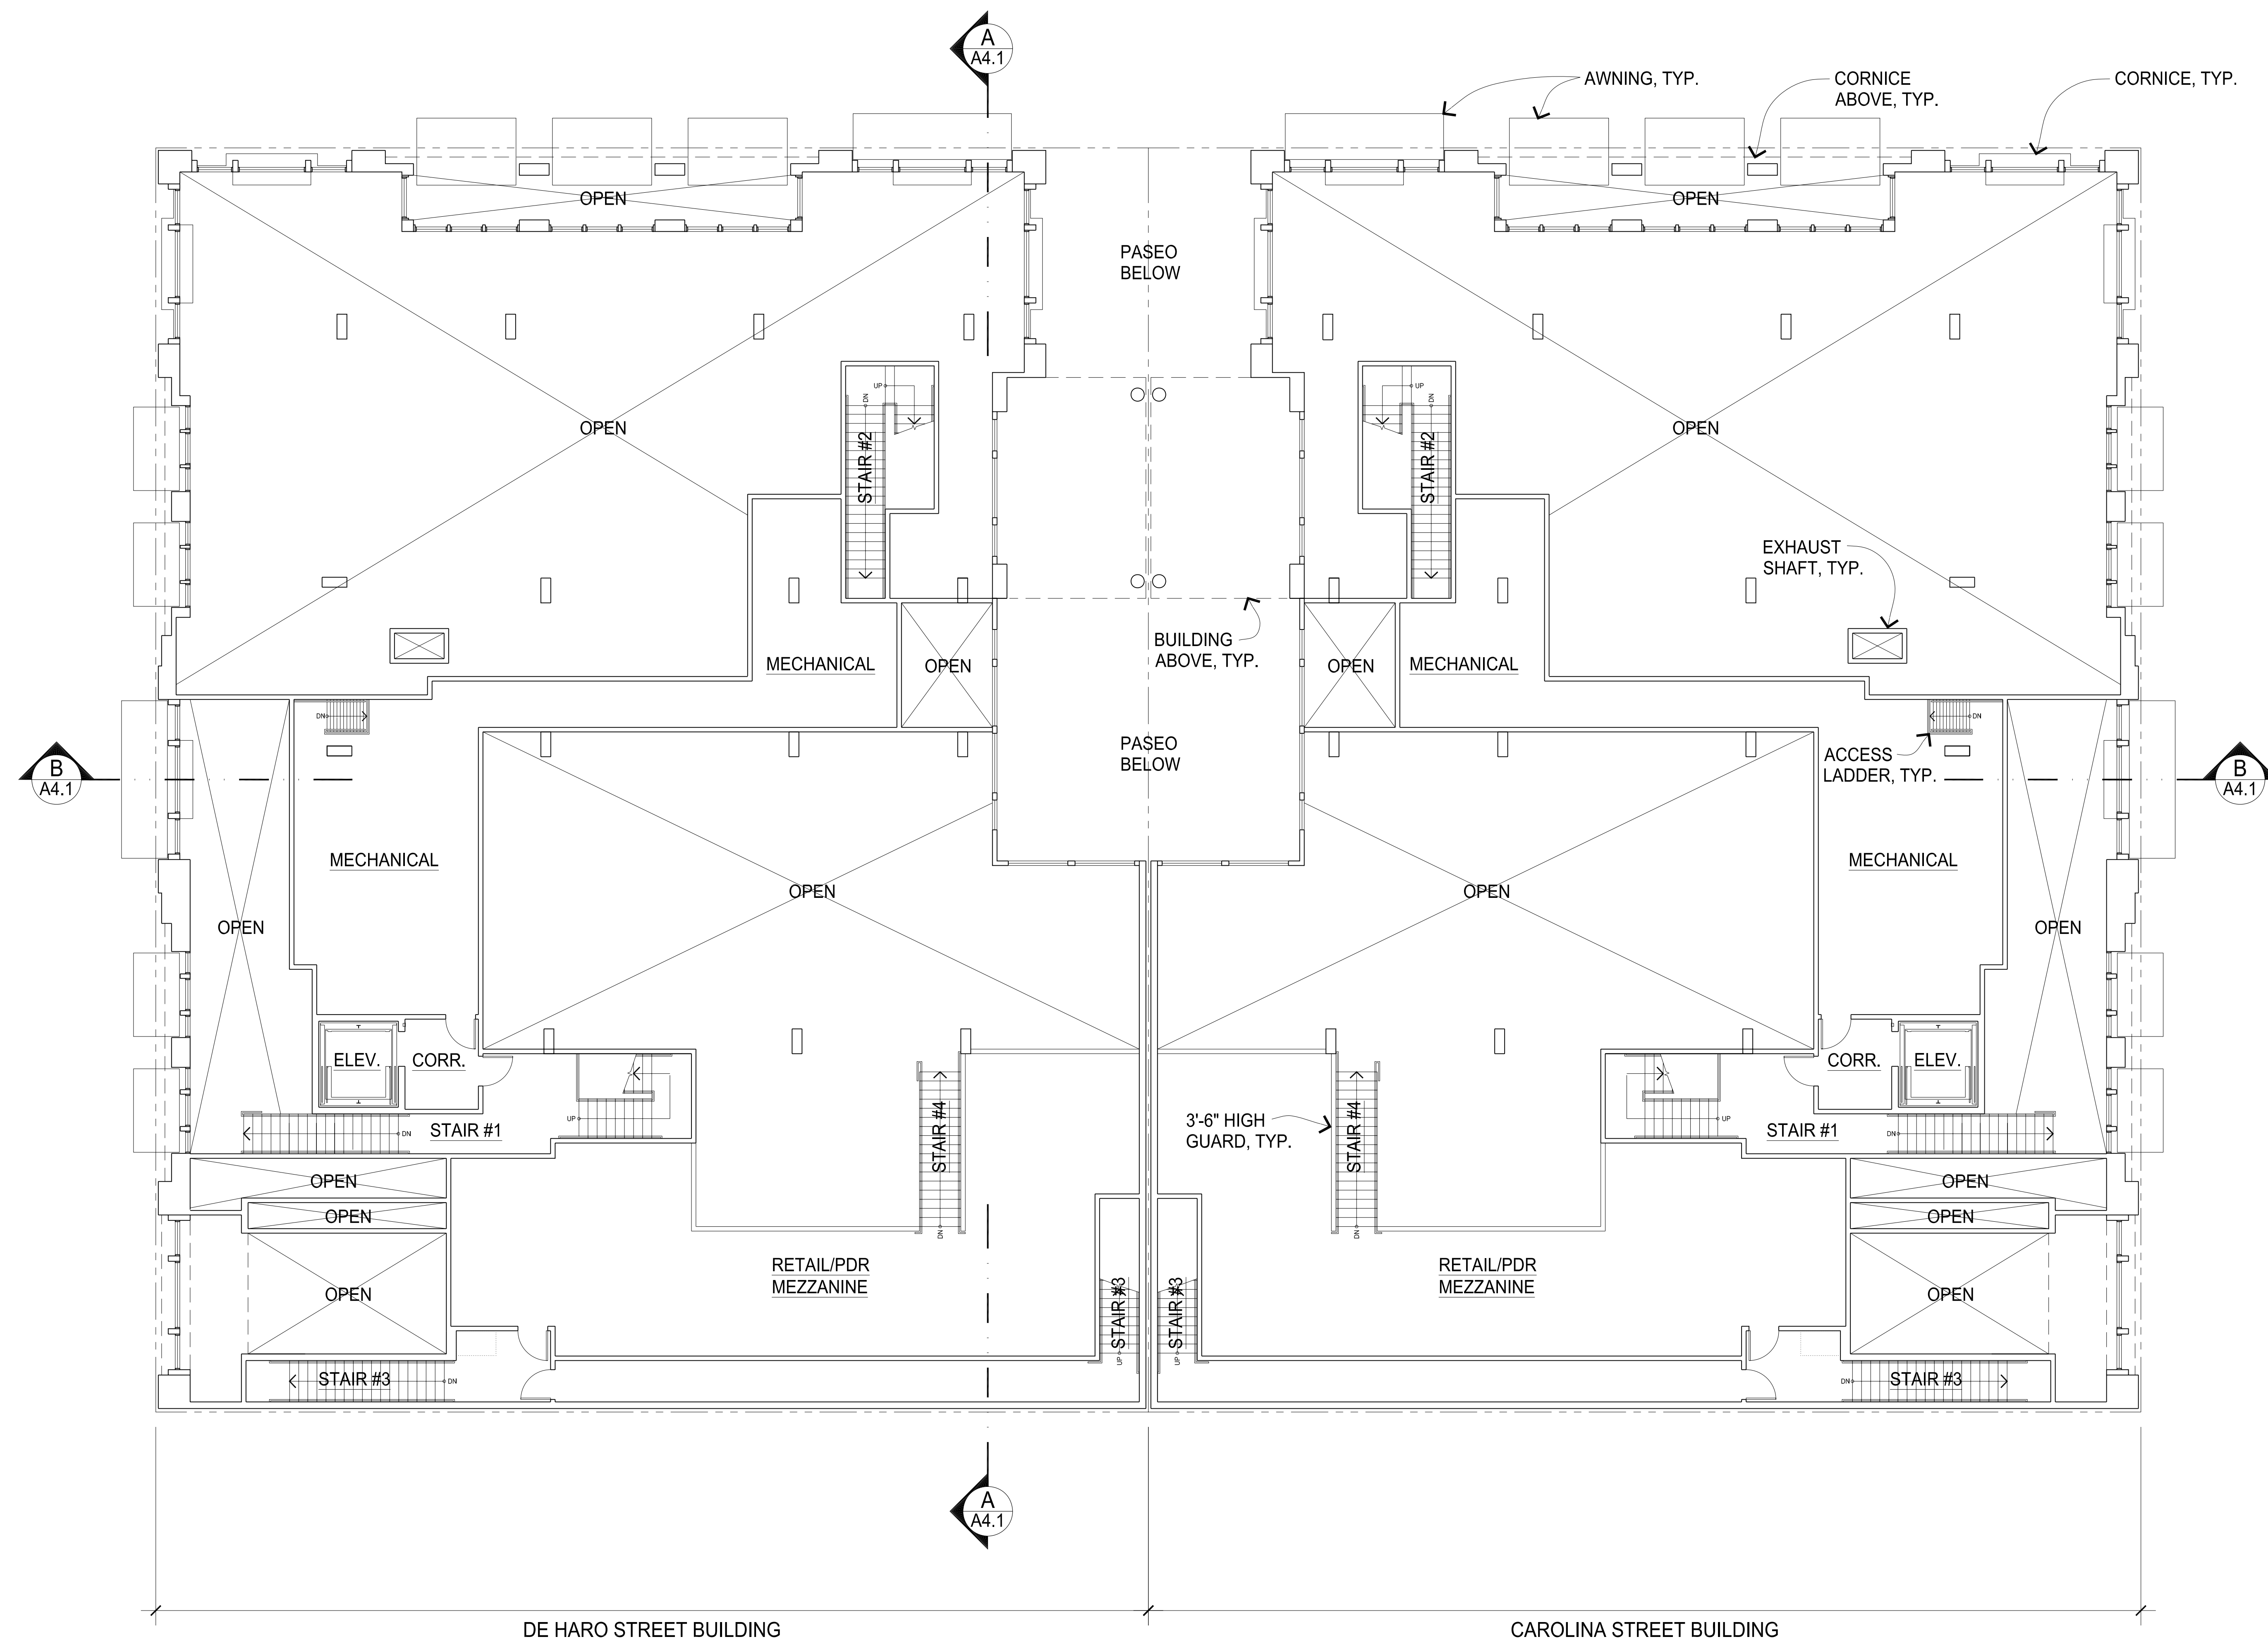 A
A4.1
AWNING, TYP.
CORNICE
ABOVE, TYP.
CORNICE, TYP.
OPEN
OPEN
PASEO
BELOW
UP
DN
STAIR #2
UP
DN
STAIR #2
OPEN
OPEN
EXHAUST
SHAFT, TYP.
BUILDING
ABOVE, TYP.
MECHANICAL
OPEN
OPEN
MECHANICAL
DN
DN
PASEO
BELOW
ACCESS
LADDER, TYP.
B
A4.1
B
A4.1
MECHANICAL
MECHANICAL
OPEN
OPEN
OPEN
OPEN
ELEV.
CORR.
CORR.
ELEV.
UP
DN
STAIR #1
STAIR #4
DN
3'-6" HIGH
GUARD, TYP.
STAIR #4
DN
UP
STAIR #1
DN
OPEN
OPEN
OPEN
OPEN
OPEN
OPEN
RETAIL/PDR
MEZZANINE
RETAIL/PDR
MEZZANINE
STAIR #3
UP
STAIR #3
UP
STAIR #3
DN
DN
STAIR #3
A
A4.1
DE HARO STREET BUILDING
CAROLINA STREET BUILDING